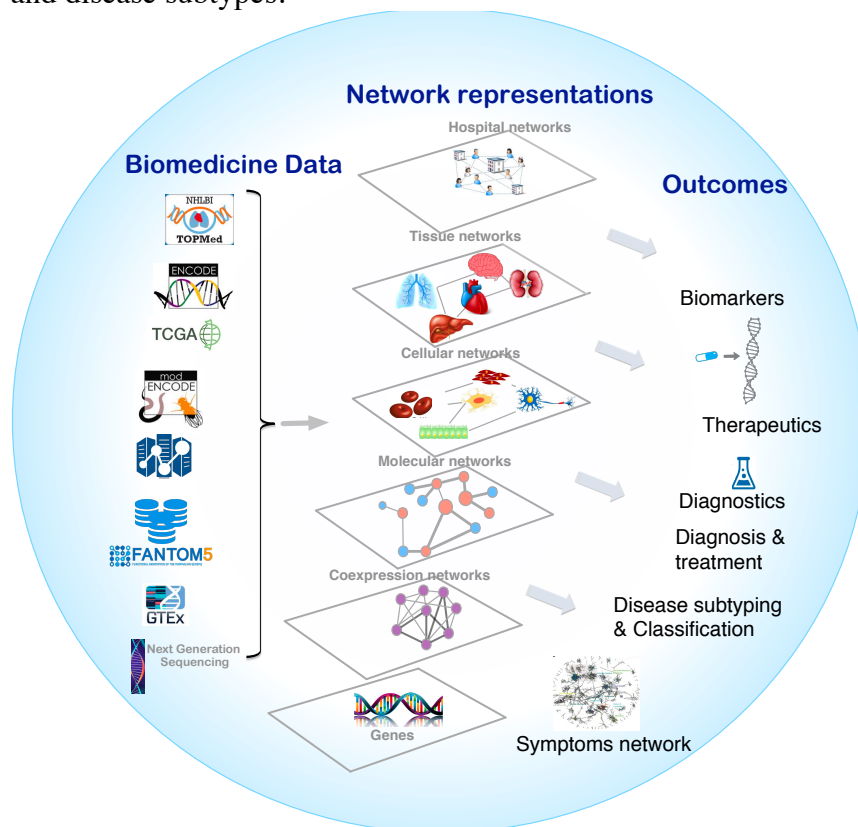 and disease subtypes.
Network representations
Hospital networks
Biomedicine Data
Outcomes
NHLBI
TOPMed
Tissue networks
ENCODE
Biomarkers
TCGA
Cellular networks
mod
ENCODE
Therapeutics
Molecular networks
Diagnostics
FANTOM5
Diagnosis &
treatment
Coexpression networks
GTEx
Disease subtyping
& Classification
Next Generation
Sequencing
Genes
Symptoms network